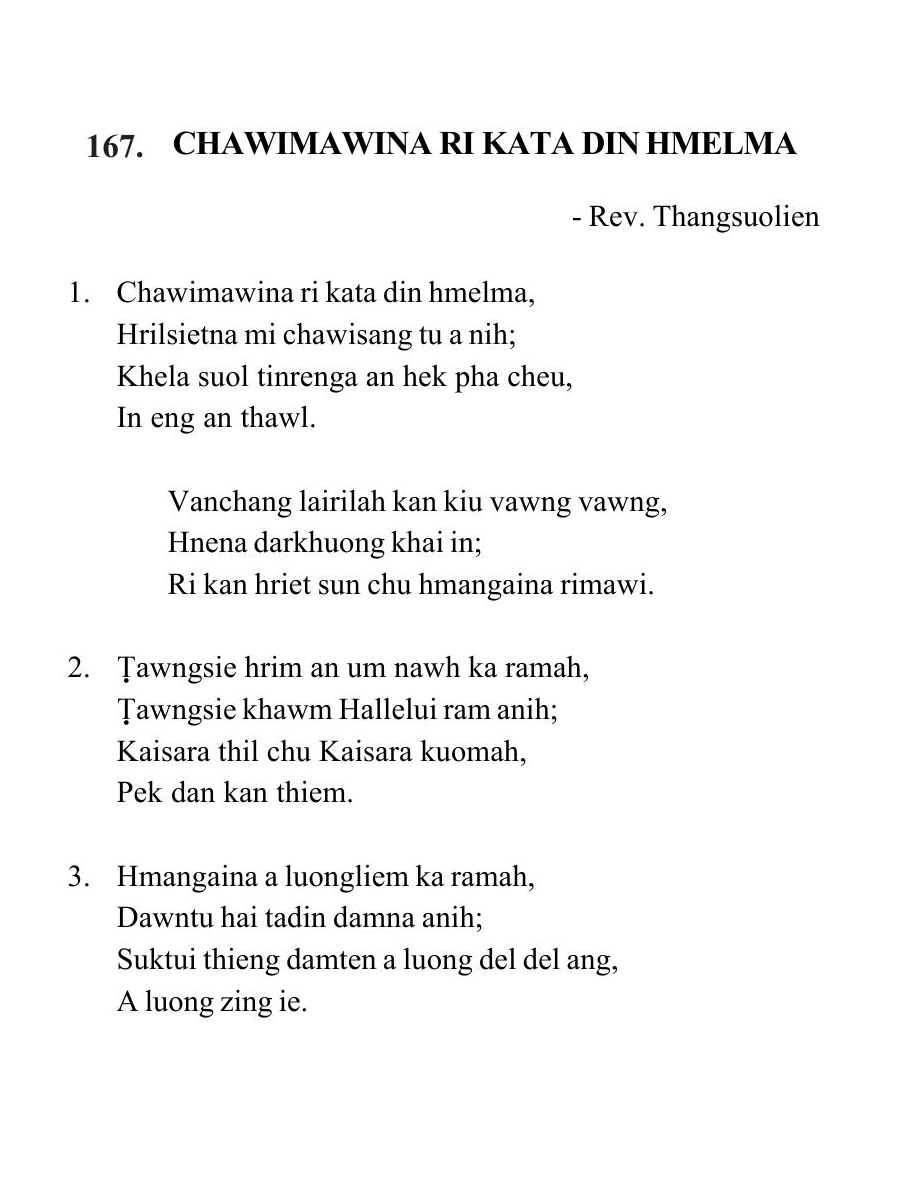 167. CHAWIMAWINA RI KATA DIN HMELMA
- Rev. Thangsuolien
1. Chawimawina ri kata din hmelma,
Hrilsietna mi chawisang tu a nih;
Khela suol tinrenga an hek pha cheu,
In eng an thawl.
Vanchang lairilah kan kiu vawng vawng,
Hnena darkhuong khai in;
Ri kan hriet sun chu hmangaina rimawi.
2. Ṭawngsie hrim an um nawh ka ramah,
Ṭawngsie khawm Hallelui ram anih;
Kaisara thil chu Kaisara kuomah,
Pek dan kan thiem.
3. Hmangaina a luongliem ka ramah,
Dawntu hai tadin damna anih;
Suktui thieng damten a luong del del ang,
A luong zing ie.